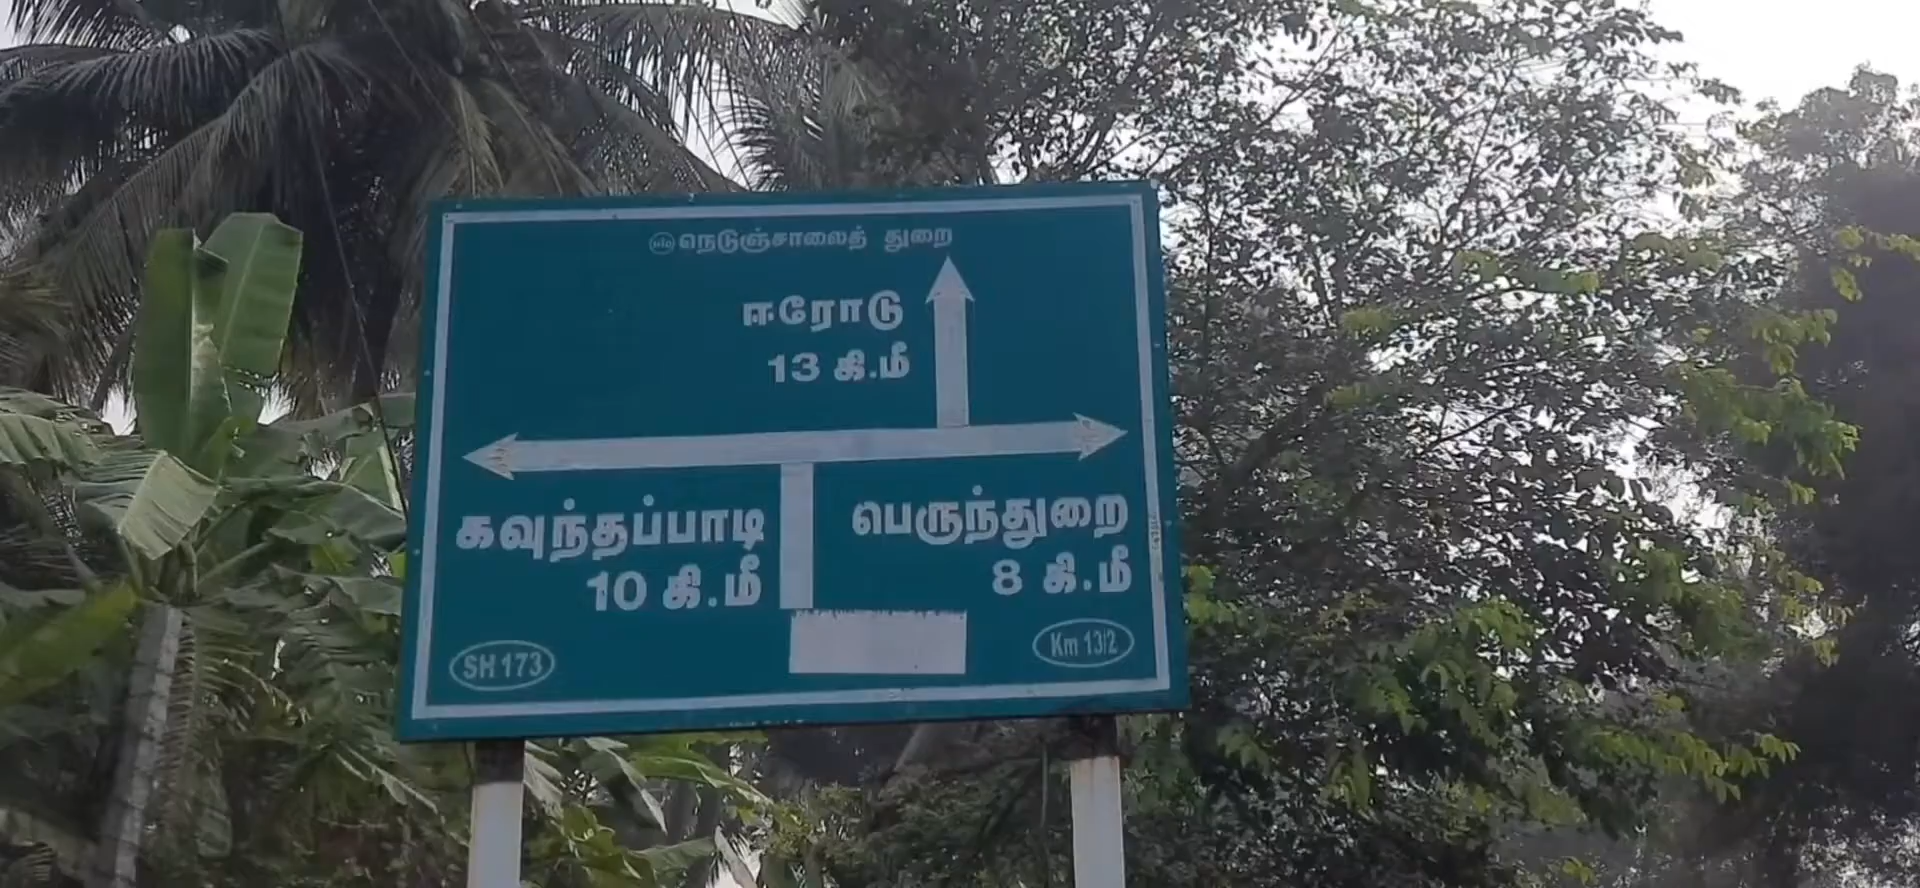 நெடுஞ்சாலைத் துறை
ஈரோடு
13 கி.மீ
கவுந்தப்பாடி
10 கி.மீ
பெருந்துறை
8 கி.மீ
SH 173
Km 13/2